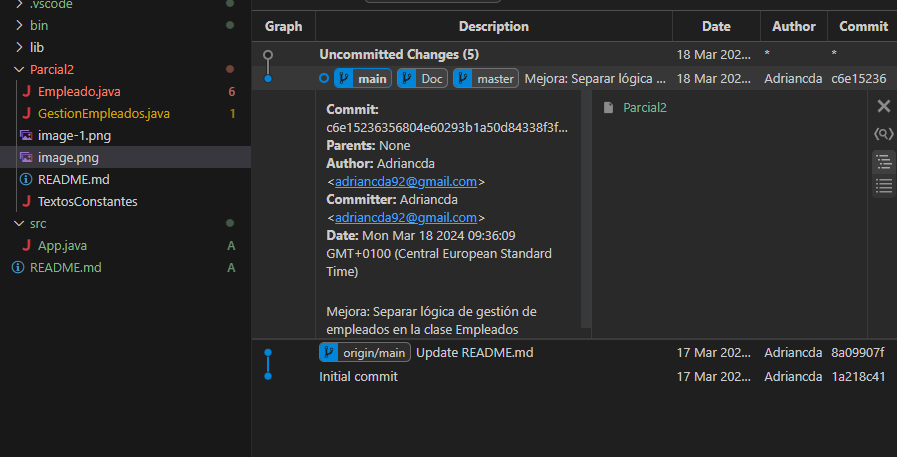 .vscode
bin
lib
Parcial2
Empleado.java 6
GestionEmpleados.java 1
image-1.png
image.png
README.md
TextosConstantes
src
App.java A
README.md A
Graph Description Date Author Commit
Uncommitted Changes (5) 18 Mar 202... * *
main Doc master Mejora: Separar lógica ... 18 Mar 202... Adriancda c6e15236
Commit:
c6e15236356804e60293b1a50d84338f3f...
Parents: None
Author: Adriancda
<adriancda92@gmail.com>
Committer: Adriancda
<adriancda92@gmail.com>
Date: Mon Mar 18 2024 09:36:09
GMT+0100 (Central European Standard
Time)
Mejora: Separar lógica de gestión de
empleados en la clase Empleados
Parcial2
origin/main Update README.md 17 Mar 202... Adriancda 8a09907f
Initial commit 17 Mar 202... Adriancda 1a218c41